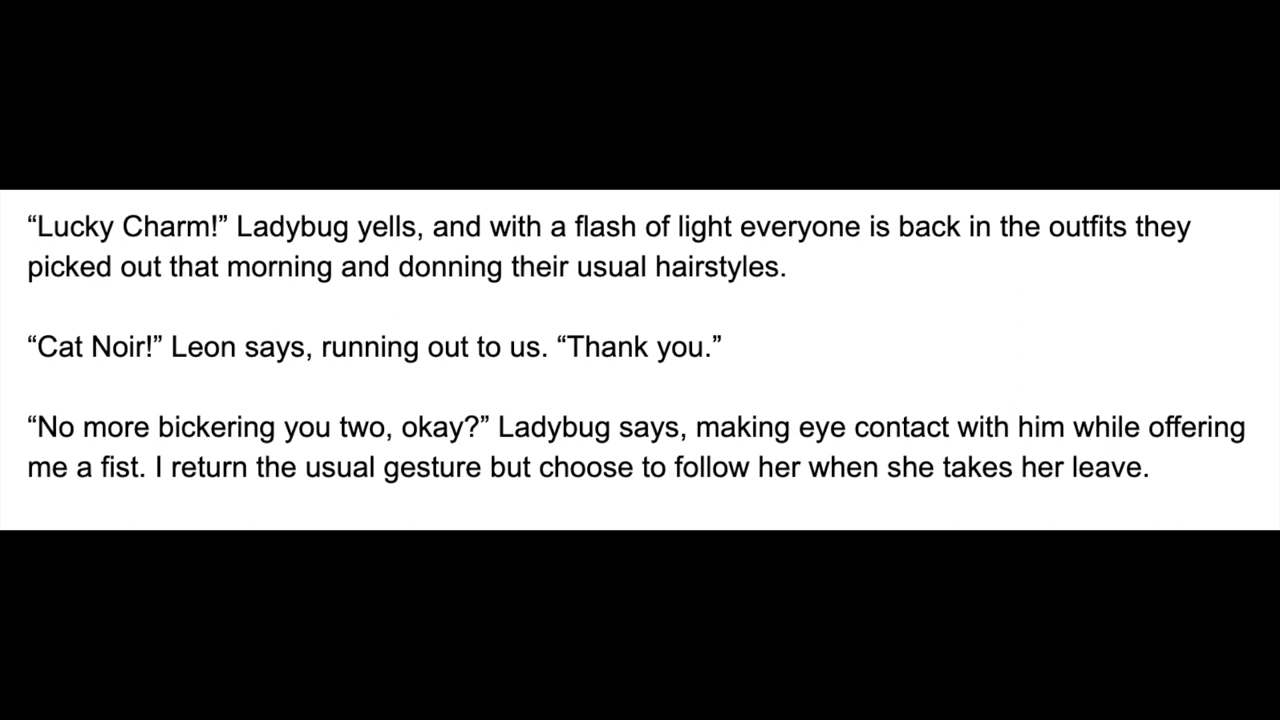 “Lucky Charm!” Ladybug yells, and with a flash of light everyone is back in the outfits they
picked out that morning and donning their usual hairstyles.
“Cat Noir!” Leon says, running out to us. “Thank you.”
“No more bickering you two, okay?” Ladybug says, making eye contact with him while offering
me a fist. I return the usual gesture but choose to follow her when she takes her leave.